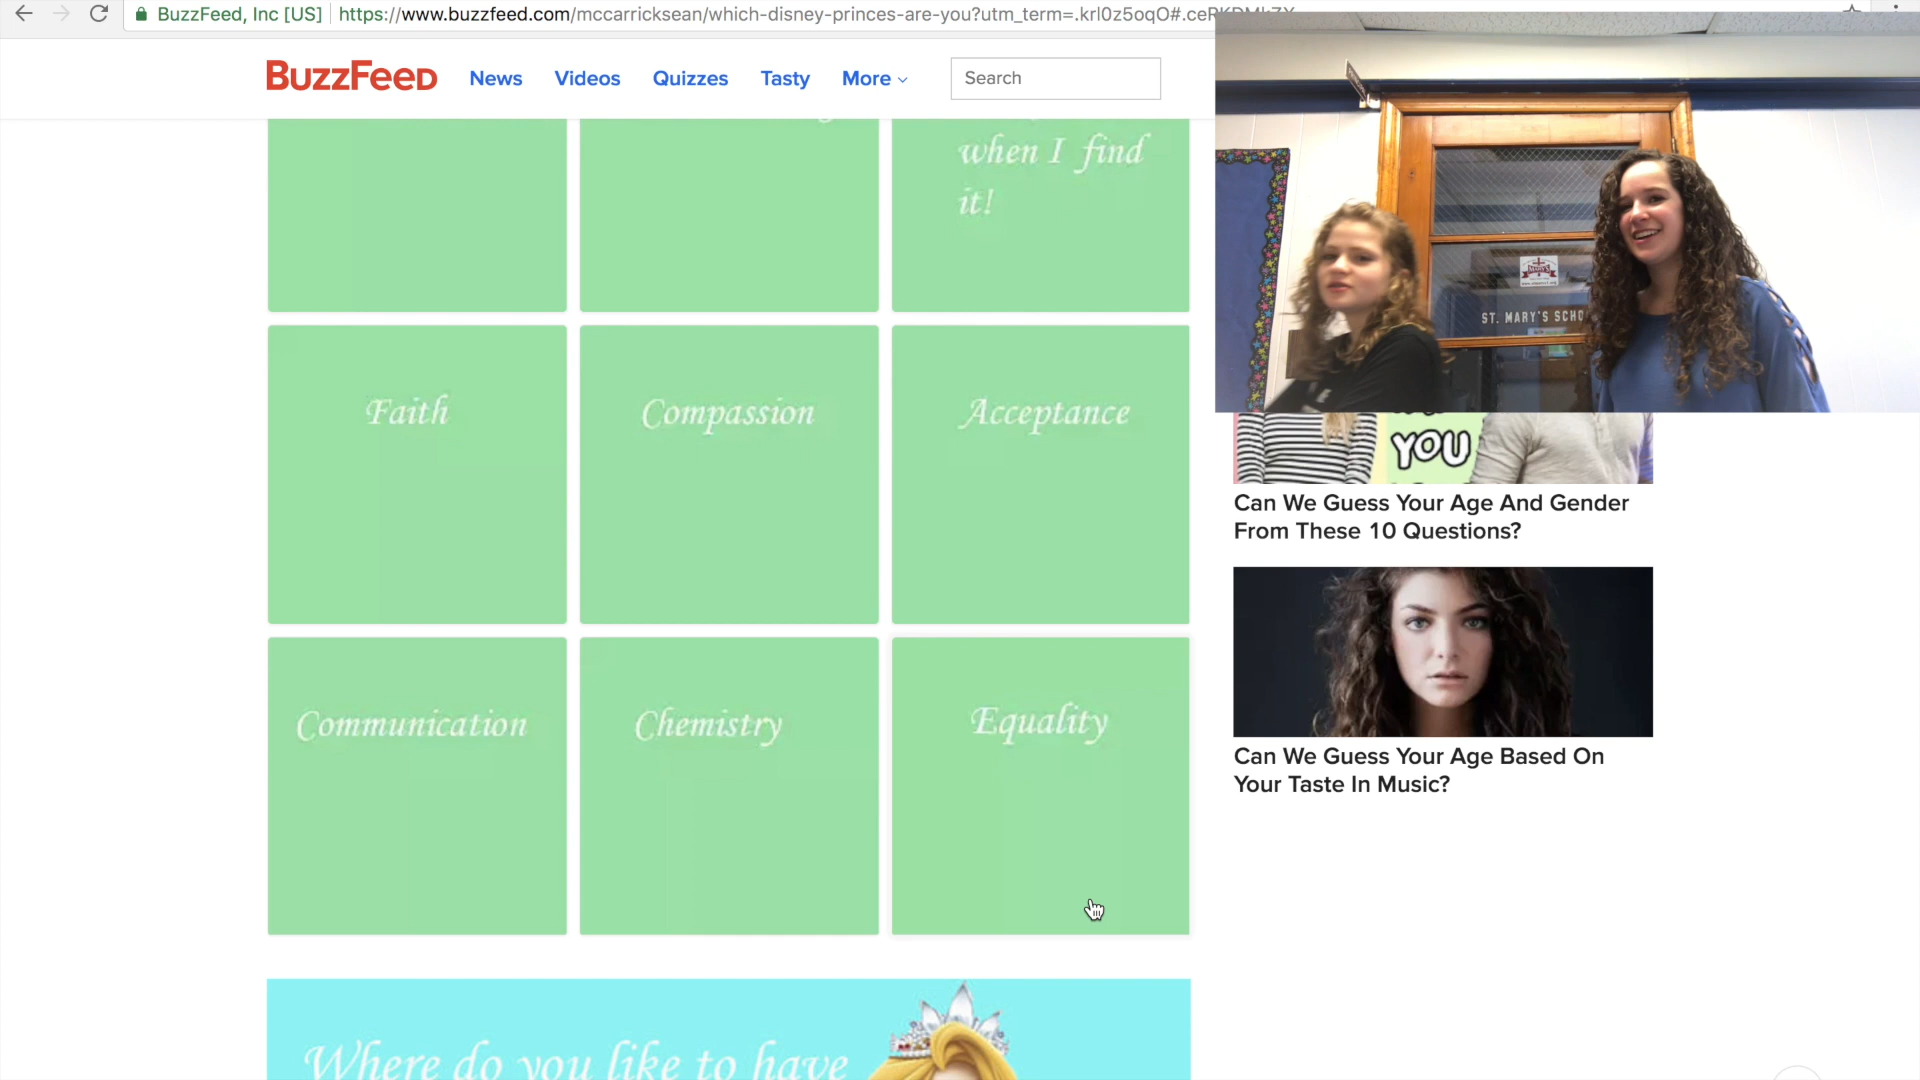 BuzzFeed, Inc [US]
https://www.buzzfeed.com/mccarricksean/which-disney-princes-are-you?utm_term=.krl0z5oqO#
BuzzFeed
News
Videos
Quizzes
Tasty
More
Search
when I find
it!
Faith
Compassion
Acceptance
Communication
Chemistry
Equality
Where do you like to have
ST. MARY'S SCHO
YOU
Can We Guess Your Age And Gender
From These 10 Questions?
Can We Guess Your Age Based On
Your Taste In Music?